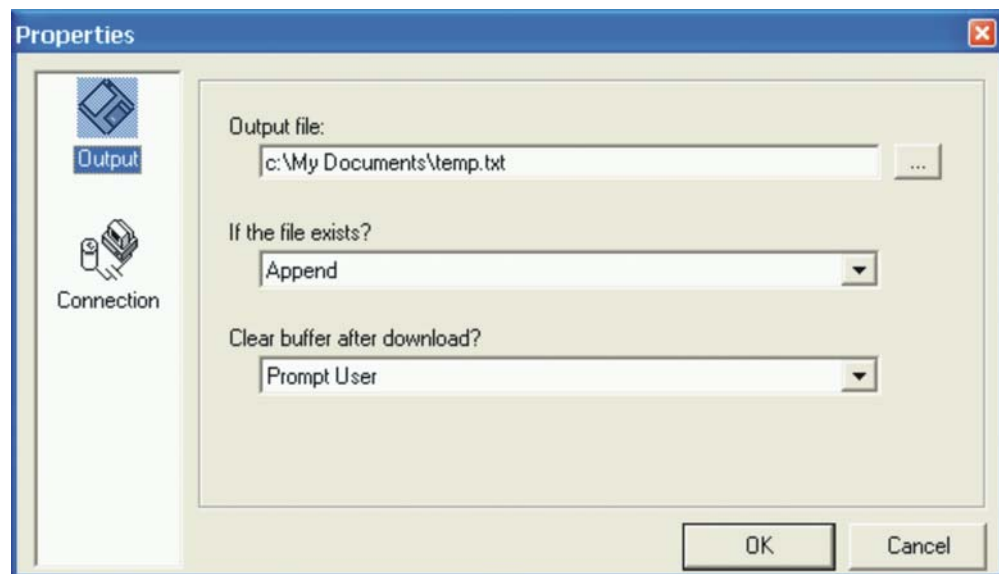 Properties
Output
Connection
Output file:
c:\My Documents\temp.txt
...
If the file exists?
Append
Clear buffer after download?
Prompt User
OK
Cancel